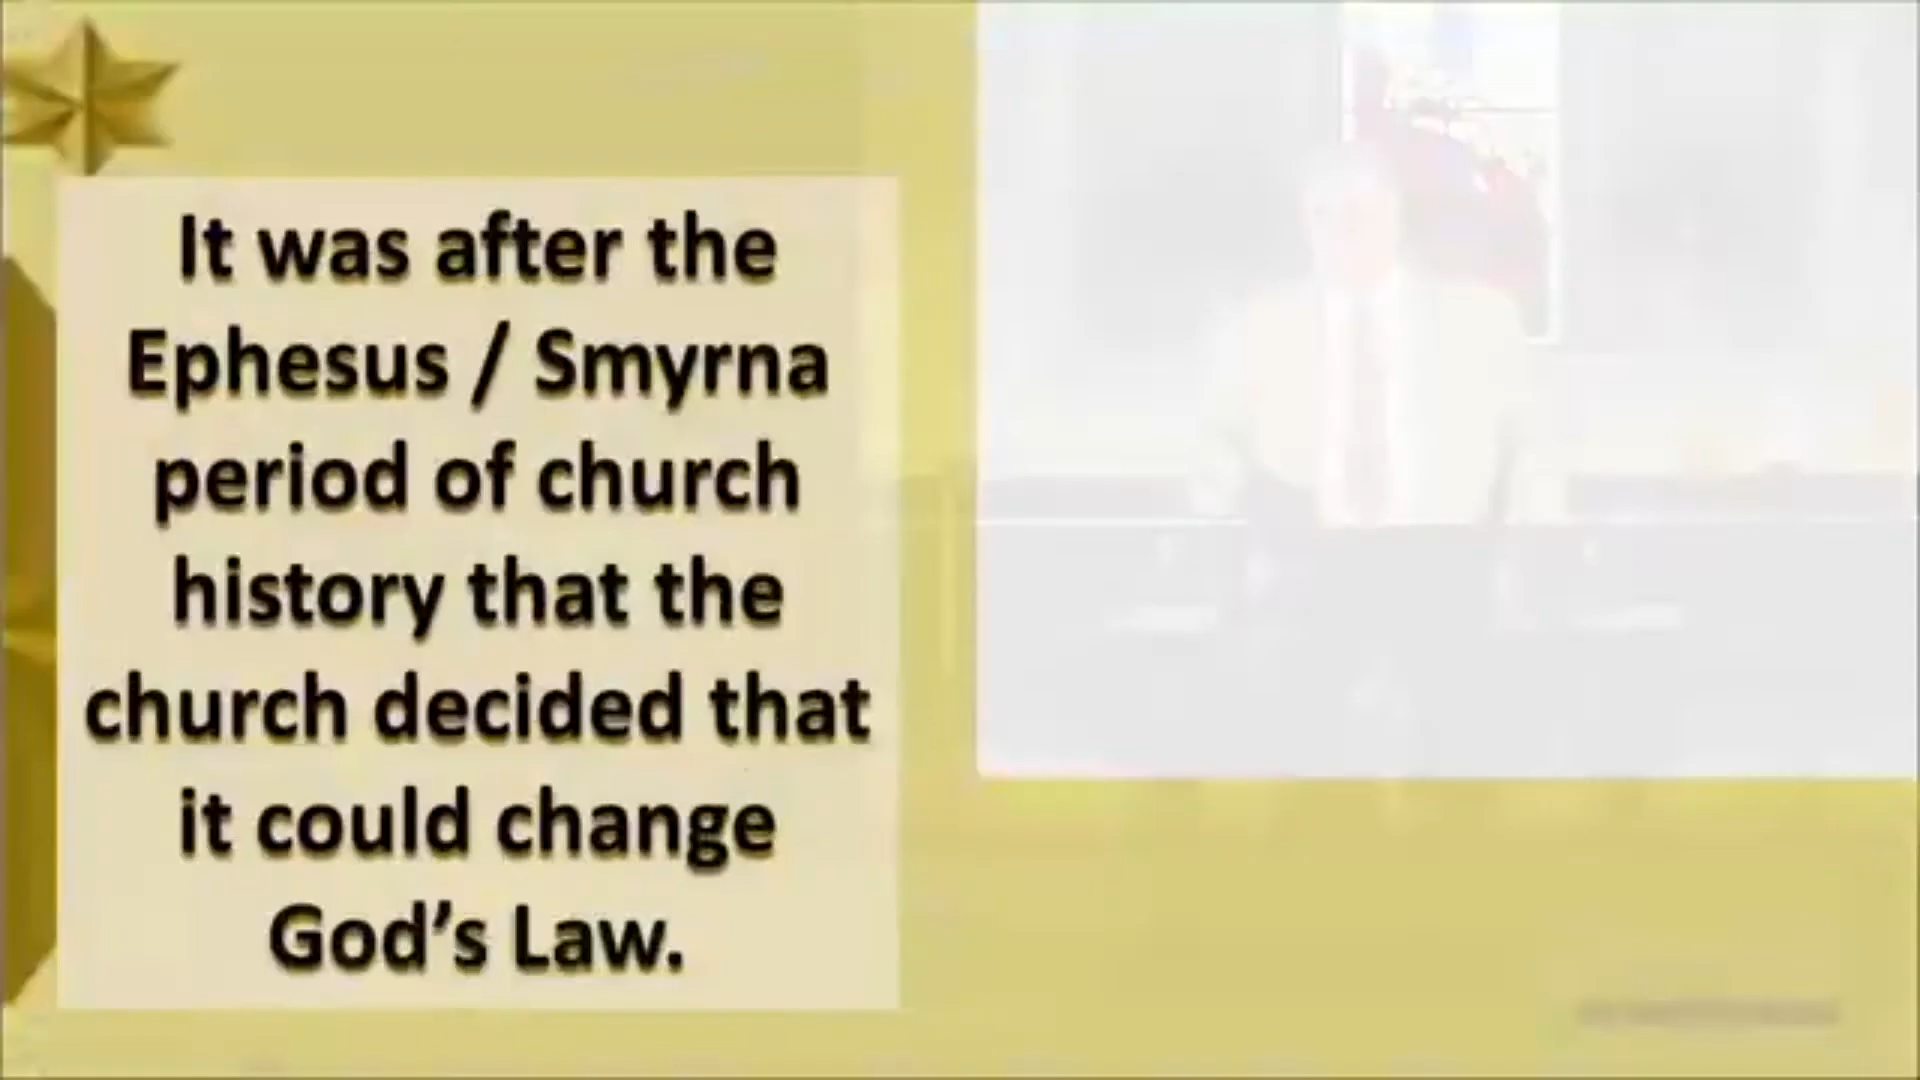 It was after the
Ephesus / Smyrna
period of church
history that the
church decided that
it could change
God's Law.